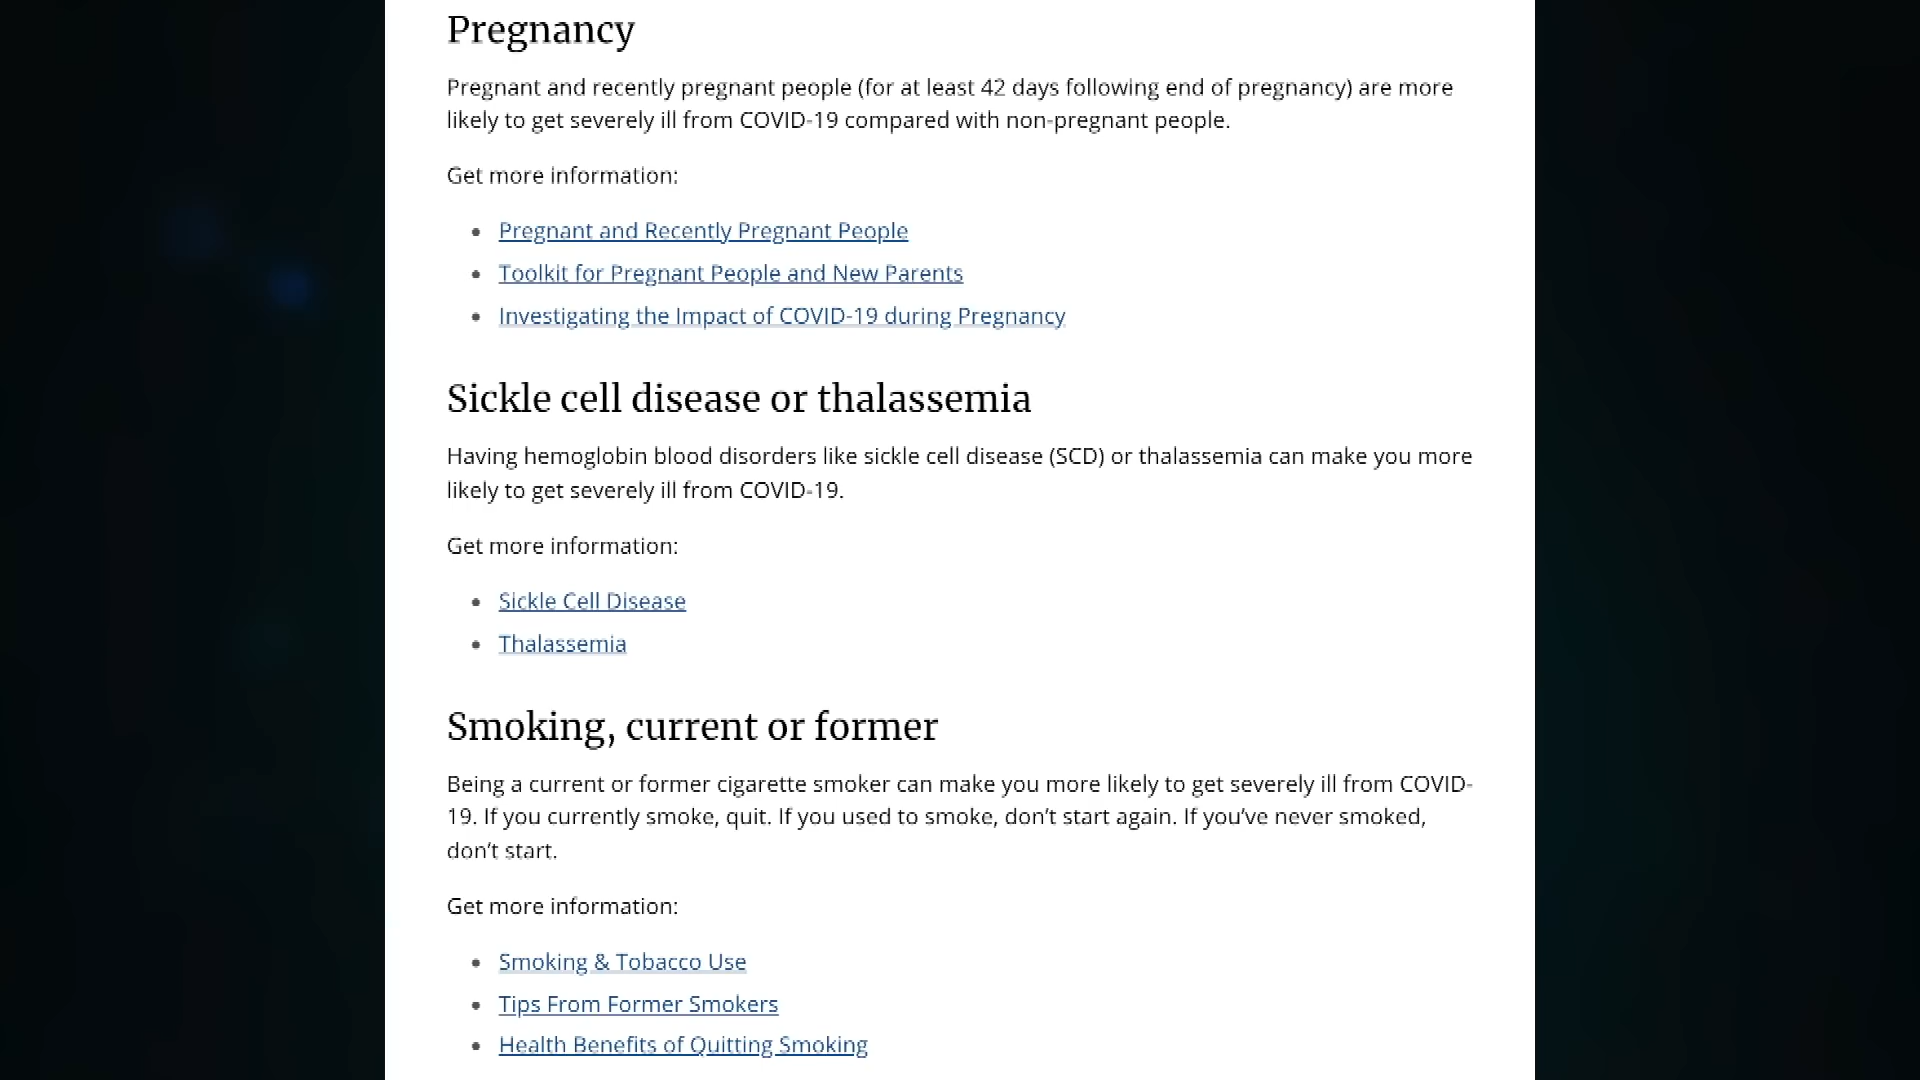 Pregnancy
Pregnant and recently pregnant people (for at least 42 days following end of pregnancy) are more
likely to get severely ill from COVID-19 compared with non-pregnant people.
Get more information:
• Pregnant and Recently Pregnant People
• Toolkit for Pregnant People and New Parents
• Investigating the Impact of COVID-19 during Pregnancy
Sickle cell disease or thalassemia
Having hemoglobin blood disorders like sickle cell disease (SCD) or thalassemia can make you more
likely to get severely ill from COVID-19.
Get more information:
• Sickle Cell Disease
• Thalassemia
Smoking, current or former
Being a current or former cigarette smoker can make you more likely to get severely ill from COVID-
19. If you currently smoke, quit. If you used to smoke, don’t start again. If you’ve never smoked,
don’t start.
Get more information:
• Smoking & Tobacco Use
• Tips From Former Smokers
• Health Benefits of Quitting Smoking